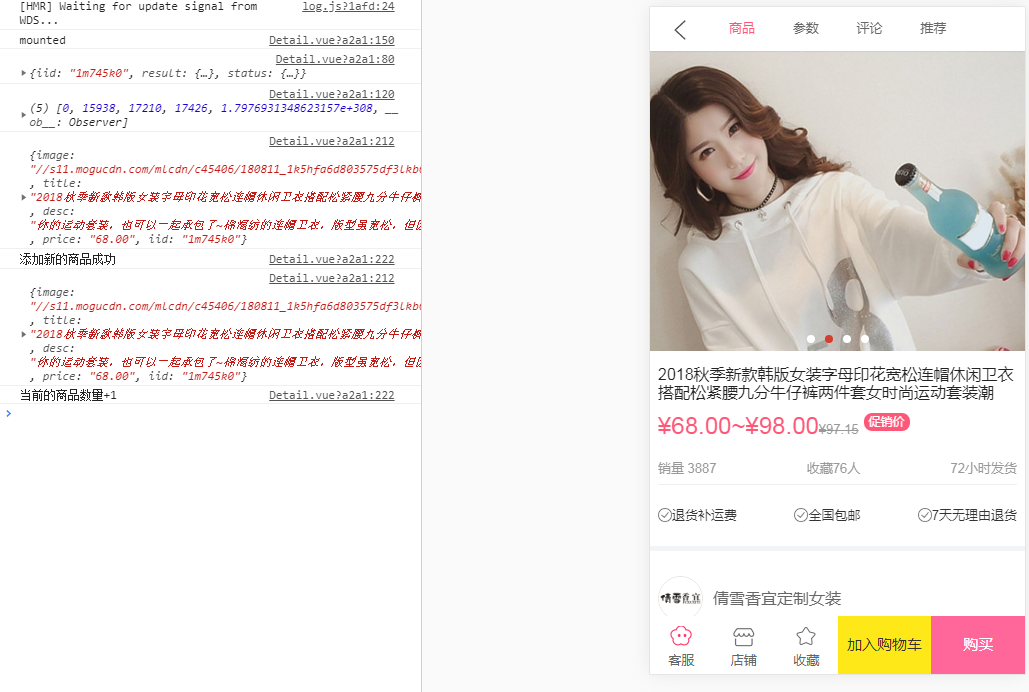 [HMR] Waiting for update signal from log.js?1afd:24
WDS...
mounted Detail.vue?a2a1:150
Detail.vue?a2a1:80
{iid: "1m745k0", result: {…}, status: {…}}
Detail.vue?a2a1:120
(5) [0, 15938, 17210, 17426, 1.7976931348623157e+308, __
ob__: Observer]
Detail.vue?a2a1:212
{image:
"//s11.mogucdn.com/mlcdn/c45406/180811_1k5hfa6d803575df3lkb
, title:
"2018秋季新款韩版女装字母印花宽松连帽休闲卫衣搭配松紧腰九分牛仔裤
, desc:
"你的运动套装，也可以一起承包了~棉端纺的连帽卫衣，版型虽宽松，但
, price: "68.00", iid: "1m745k0"}
添加新的商品成功 Detail.vue?a2a1:222
Detail.vue?a2a1:212
{image:
"//s11.mogucdn.com/mlcdn/c45406/180811_1k5hfa6d803575df3lkb
, title:
"2018秋季新款韩版女装字母印花宽松连帽休闲卫衣搭配松紧腰九分牛仔裤
, desc:
"你的运动套装，也可以一起承包了~棉端纺的连帽卫衣，版型虽宽松，但
, price: "68.00", iid: "1m745k0"}
当前的商品数量+1 Detail.vue?a2a1:222
商品 参数 评论 推荐
2018秋季新款韩版女装字母印花宽松连帽休闲卫衣
搭配松紧腰九分牛仔裤两件套女时尚运动套装潮
¥68.00~¥98.00 ¥97.15 促销价
销量 3887 收藏76人 72小时发货
退货补运费 全国包邮 7天无理由退货
倩雪香宜
倩雪香宜定制女装
客服 店铺 收藏 加入购物车 购买